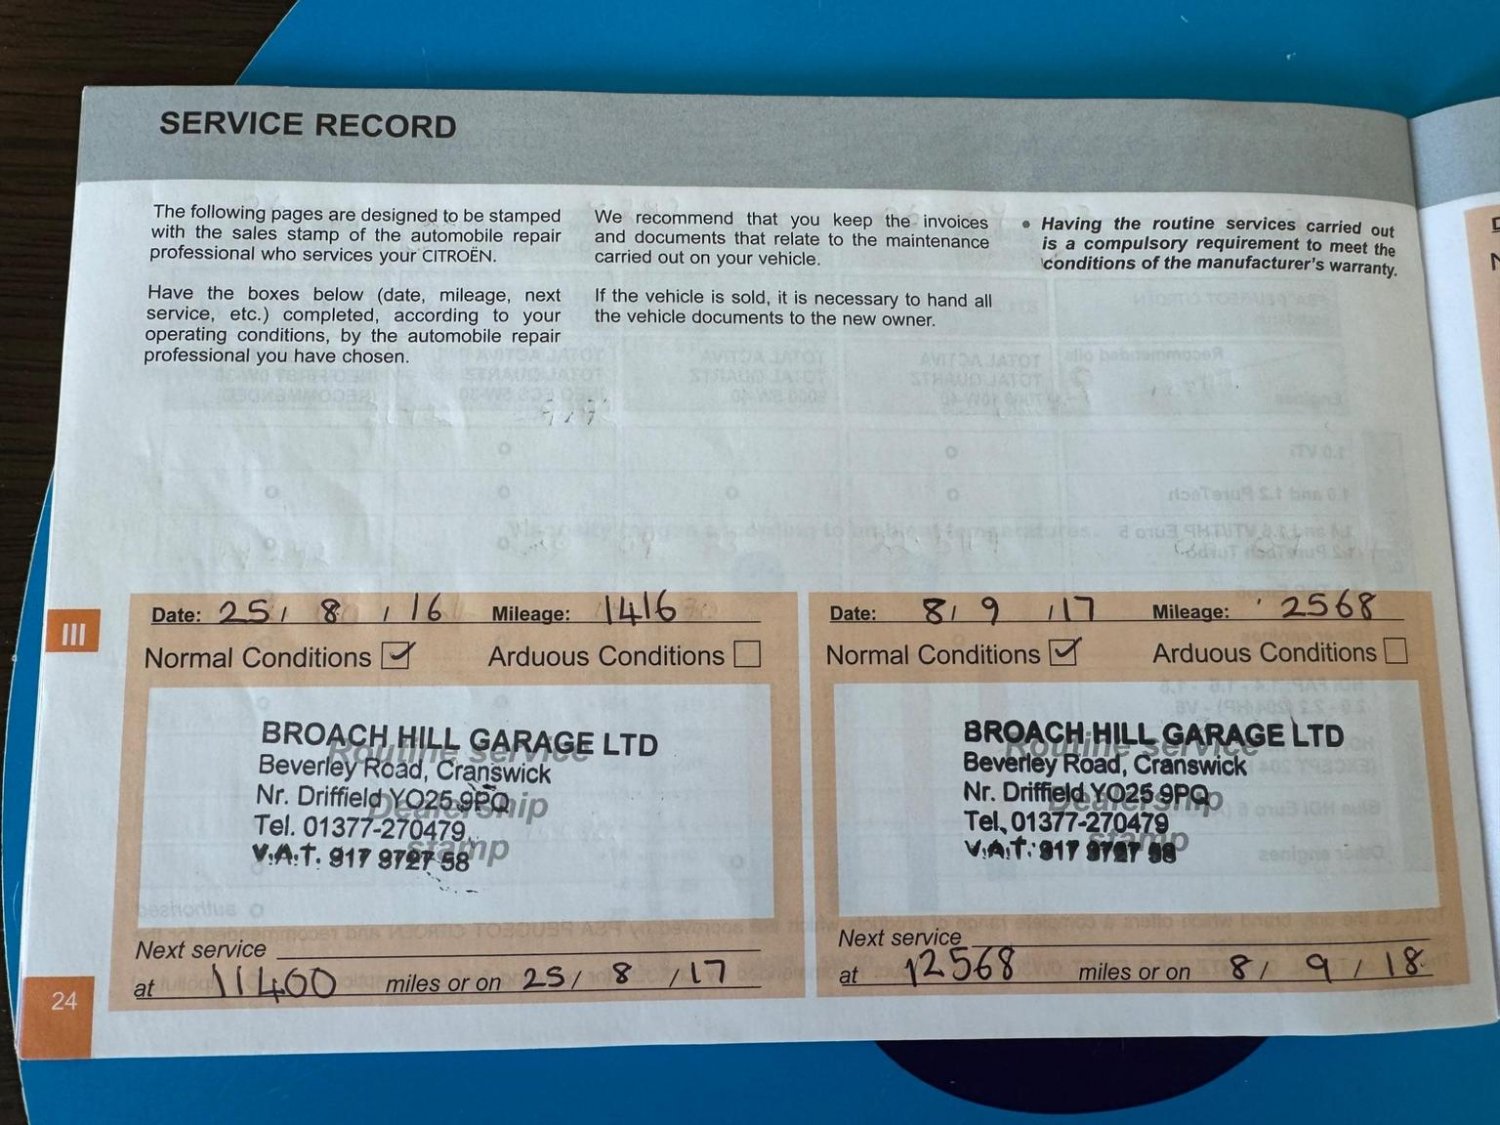 SERVICE RECORD
The following pages are designed to be stamped
with the sales stamp of the automobile repair
professional who services your CITROËN.
Have the boxes below (date, mileage, next
service, etc.) completed, according to your
operating conditions, by the automobile repair
professional you have chosen.
We recommend that you keep the invoices
and documents that relate to the maintenance
carried out on your vehicle.
If the vehicle is sold, it is necessary to hand all
the vehicle documents to the new owner.
• Having the routine services carried out
is a compulsory requirement to meet the
conditions of the manufacturer's warranty.
III
Date: 25/ 8 / 16 Mileage: 1416
Normal Conditions Arduous Conditions
Routine service
Dealership
stamp
BROACH HILL GARAGE LTD
Beverley Road, Cranswick
Nr. Driffield YO25 9PQ
Tel. 01377-270479
V.A.T. 917 9727 58
Next service
at 11400 miles or on 25/ 8 /17
Date: 8/ 9 /17 Mileage: 2568
Normal Conditions Arduous Conditions
Routine service
Dealership
stamp
BROACH HILL GARAGE LTD
Beverley Road, Cranswick
Nr. Driffield YO25 9PQ
Tel. 01377-270479
V.A.T. 917 9727 58
Next service
at 12568 miles or on 8/ 9 / 18
24